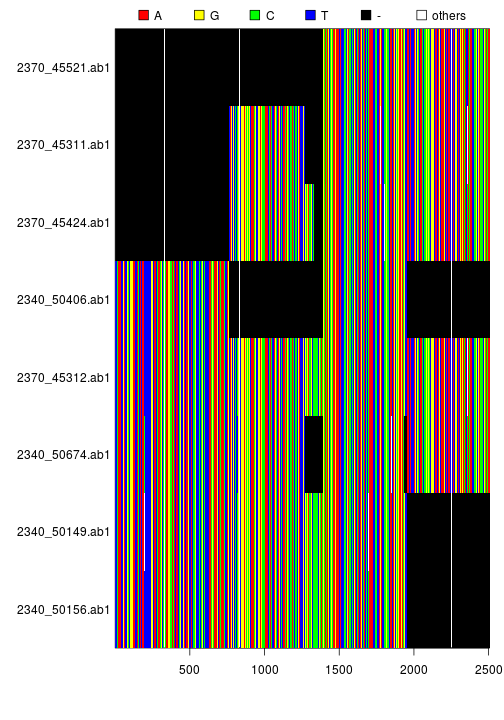 A G C T - others
2370_45521.ab1
2370_45311.ab1
2370_45424.ab1
2340_50406.ab1
2370_45312.ab1
2340_50674.ab1
2340_50149.ab1
2340_50156.ab1
500 1000 1500 2000 2500